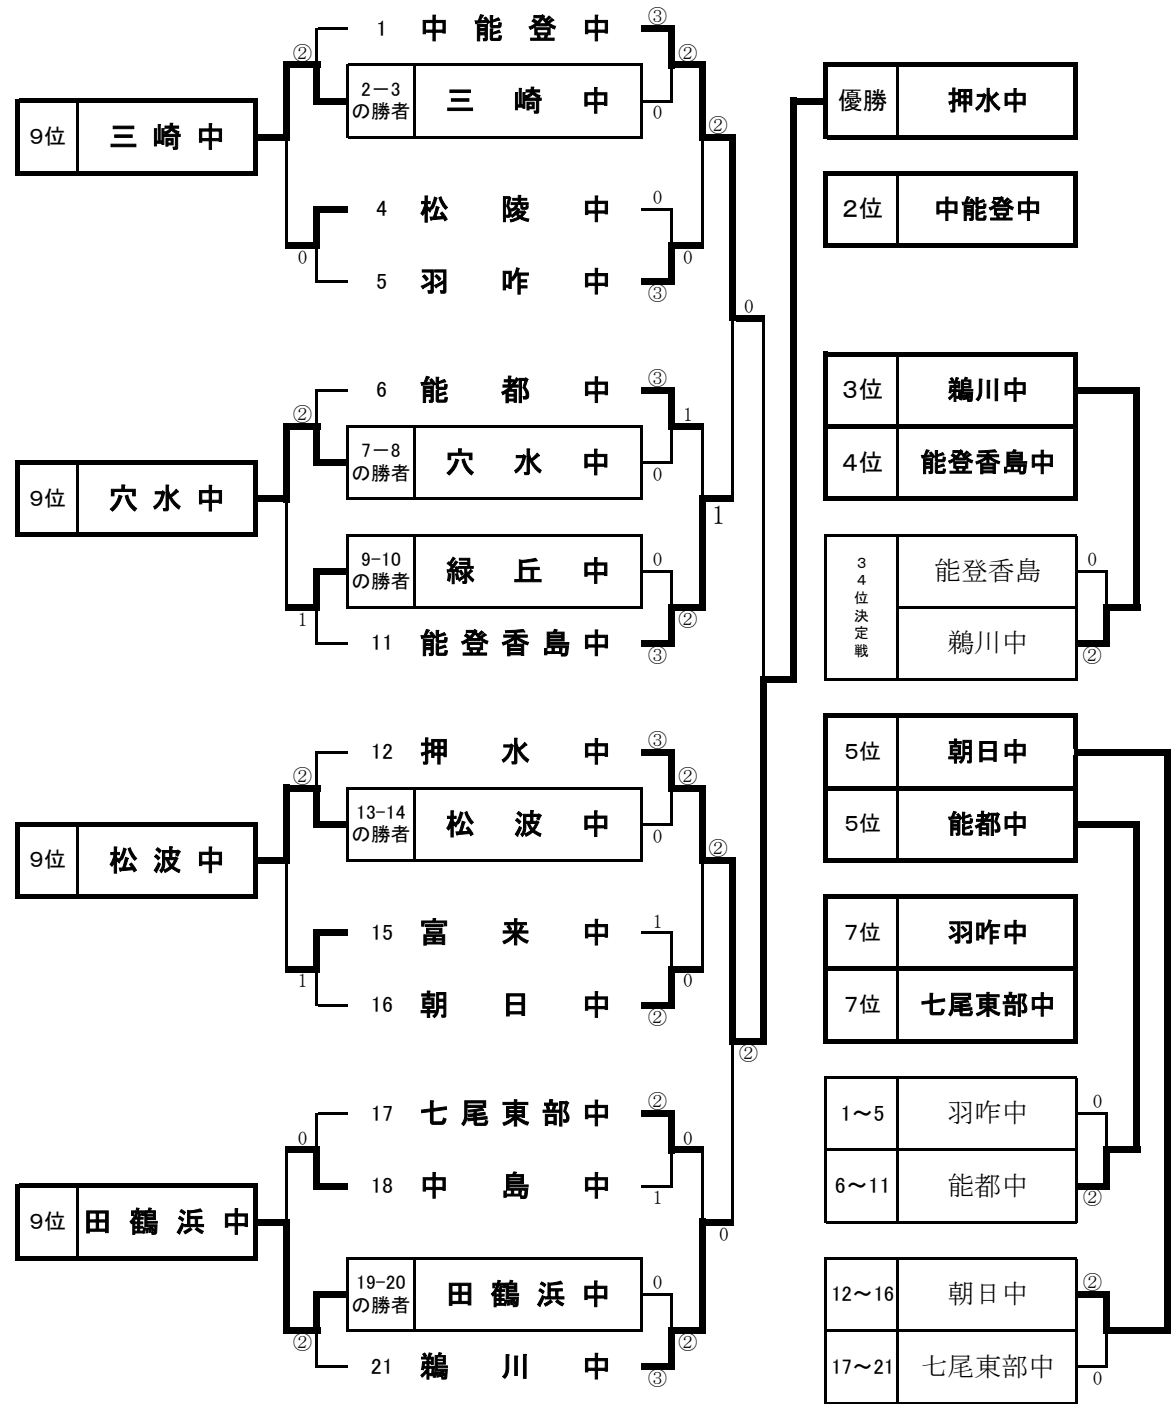 9位 三崎中
9位 穴水中
9位 松波中
9位 田鶴浜中
② 0
② 1
② 1
0 ②
1 中能登中 ③
2−3の勝者 三崎中 0
4 松陵中 0
5 羽咋中 ③
6 能都中 ③
7−8の勝者 穴水中 0
9-10の勝者 緑丘中 0
11 能登香島中 ③
12 押水中 ③
13-14の勝者 松波中 0
15 富来中 1
16 朝日中 ②
17 七尾東部中 ②
18 中島中 1
19-20の勝者 田鶴浜中 0
21 鵜川中 ③
② 0
1 ②
② 0
0 ②
② 1
② 0
0 ②
優勝 押水中
2位 中能登中
3位 鵜川中
4位 能登香島中
34位決定戦
能登香島 0
鵜川中 ②
5位 朝日中
5位 能都中
7位 羽咋中
7位 七尾東部中
1〜5 羽咋中 0
6〜11 能都中 ②
12〜16 朝日中 ②
17〜21 七尾東部中 0